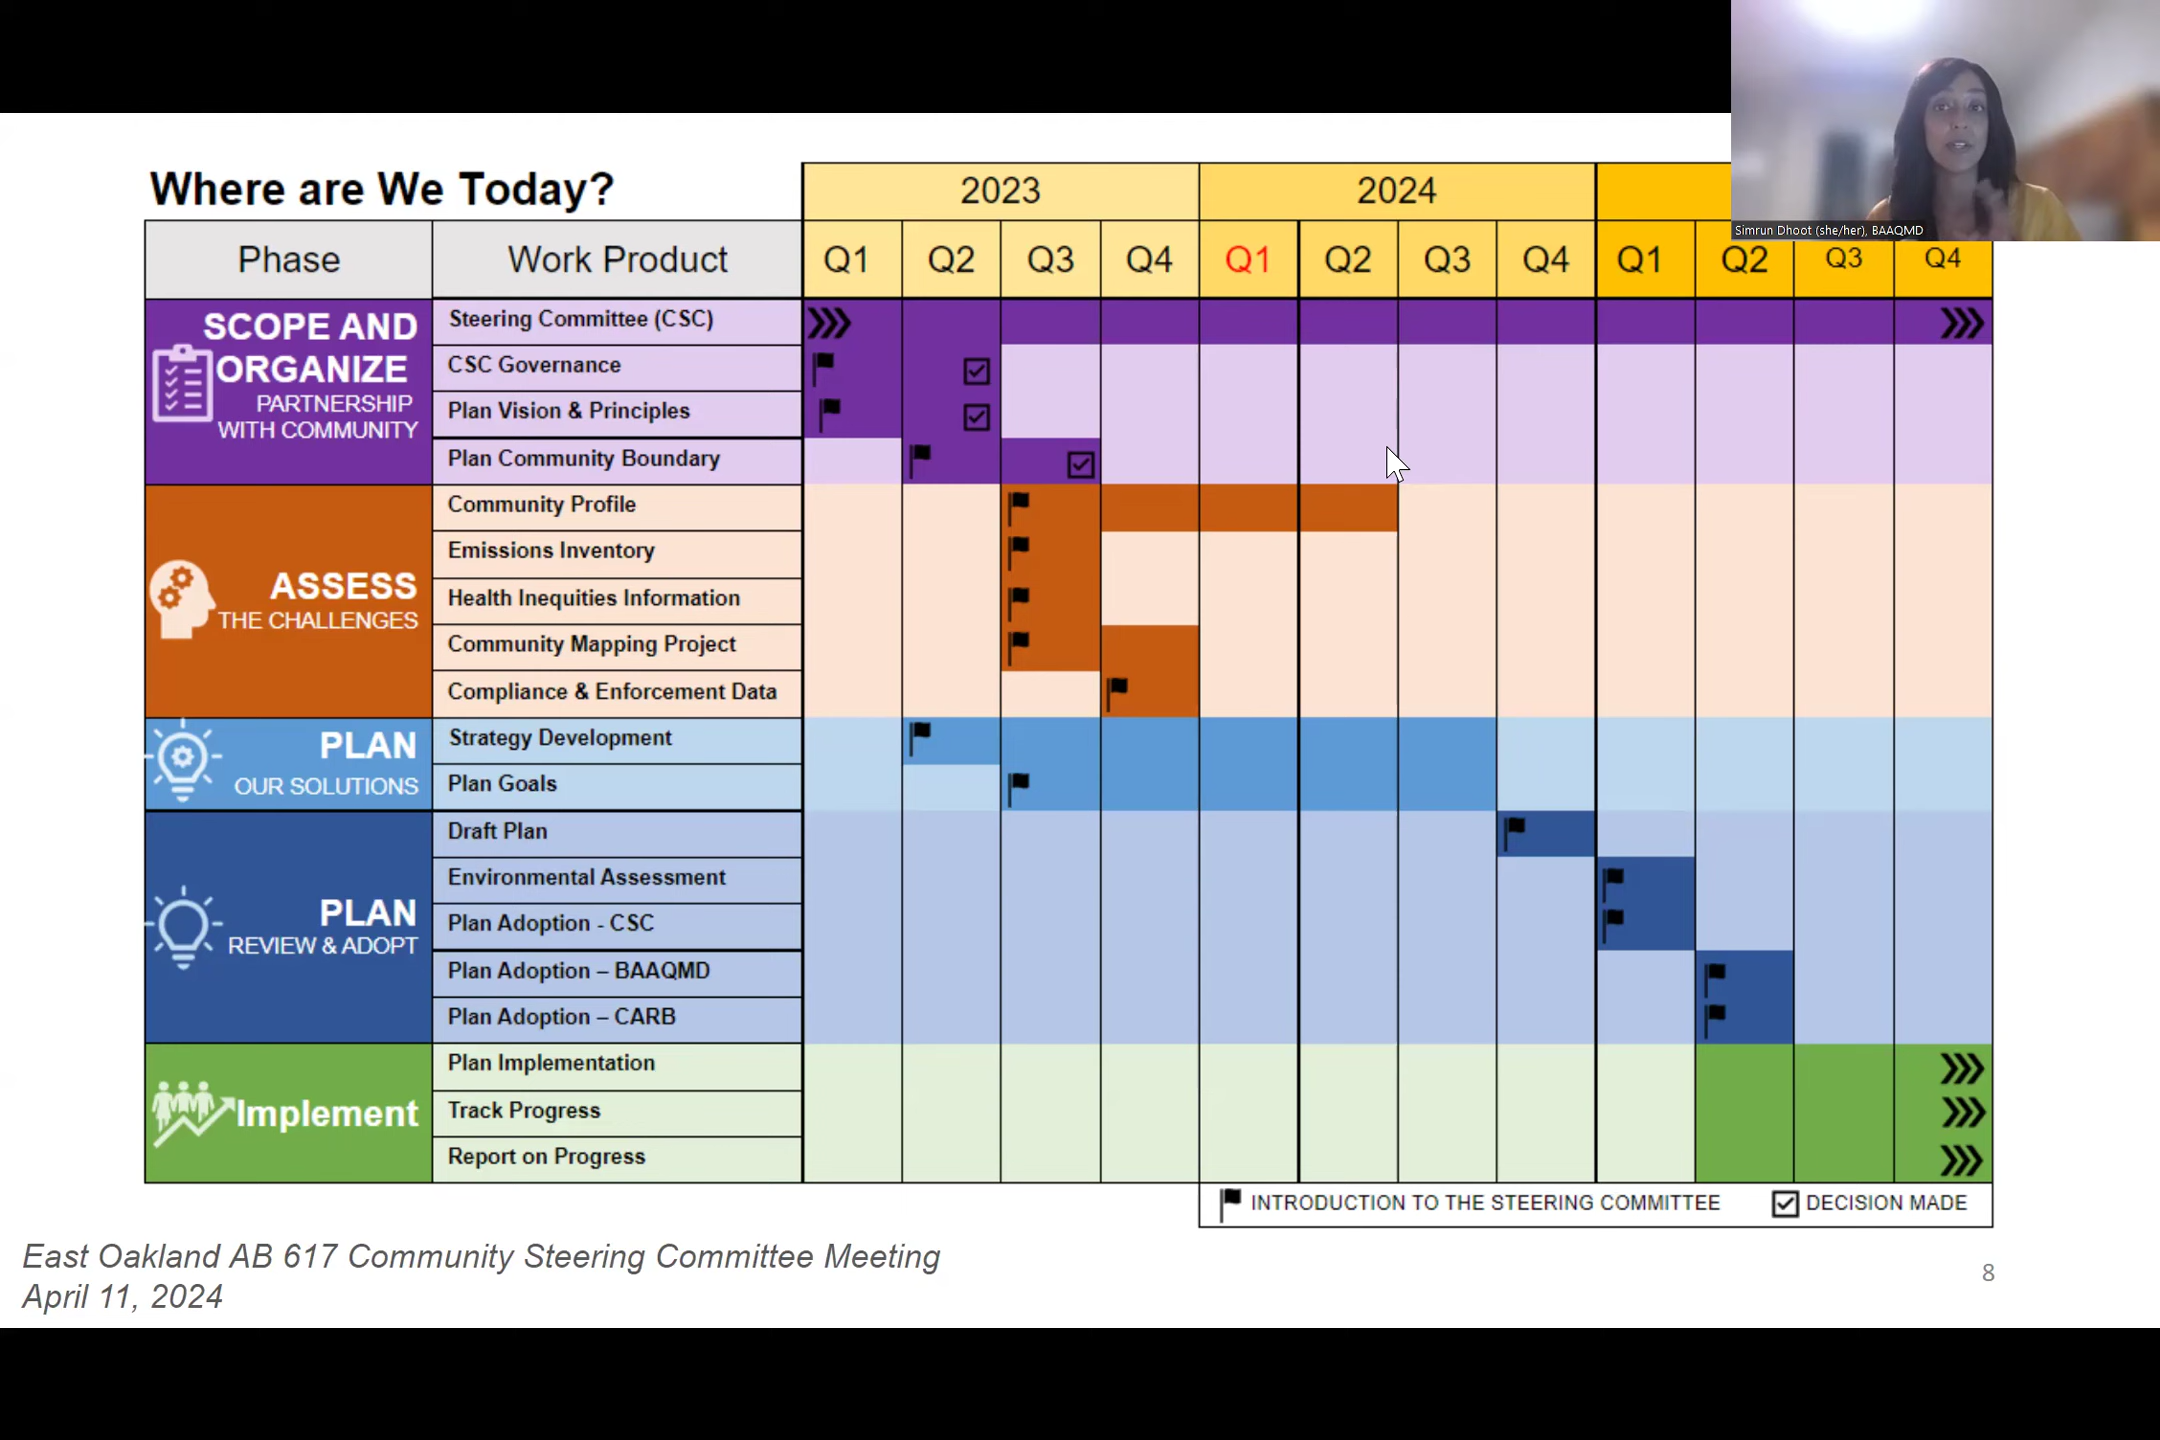 Where are We Today?
2023
2024
Phase
Work Product
Q1
Q2
Q3
Q4
Q1
Q2
Q3
Q4
Q1
Q2
Q3
Q4
Simrun Dhoot (she/her), BAAQMD
SCOPE AND
ORGANIZE
PARTNERSHIP
WITH COMMUNITY
Steering Committee (CSC)
CSC Governance
Plan Vision & Principles
Plan Community Boundary
ASSESS
THE CHALLENGES
Community Profile
Emissions Inventory
Health Inequities Information
Community Mapping Project
Compliance & Enforcement Data
PLAN
OUR SOLUTIONS
Strategy Development
Plan Goals
PLAN
REVIEW & ADOPT
Draft Plan
Environmental Assessment
Plan Adoption - CSC
Plan Adoption – BAAQMD
Plan Adoption – CARB
Implement
Plan Implementation
Track Progress
Report on Progress
INTRODUCTION TO THE STEERING COMMITTEE
DECISION MADE
East Oakland AB 617 Community Steering Committee Meeting
April 11, 2024
8